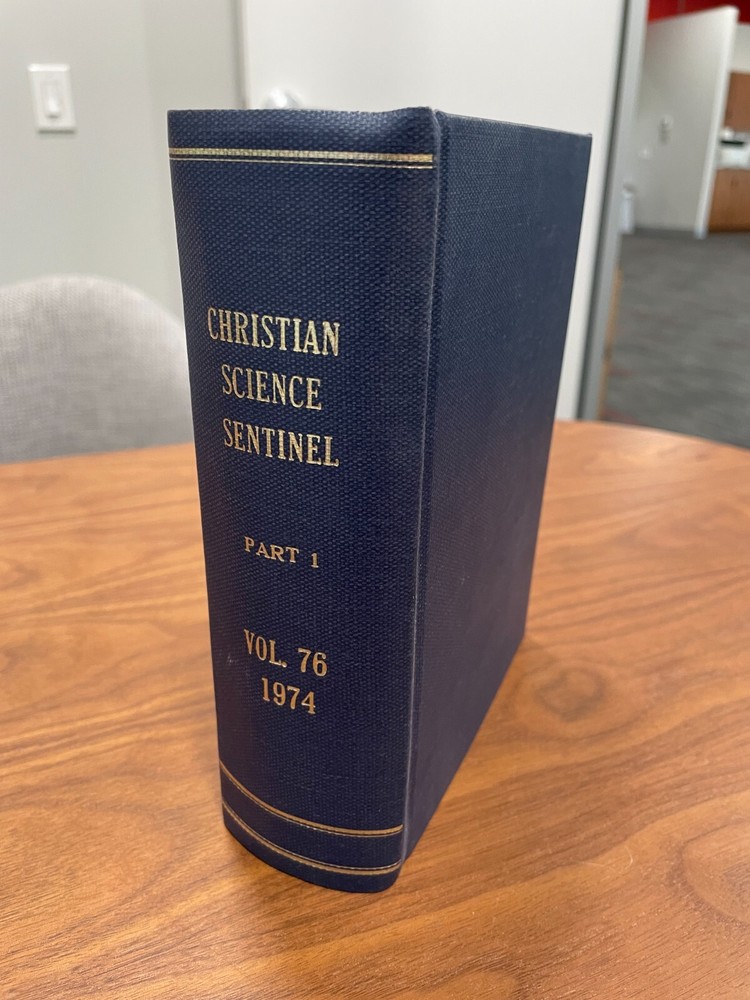 CHRISTIAN
SCIENCE
SENTINEL
PART 1
VOL. 76
1974